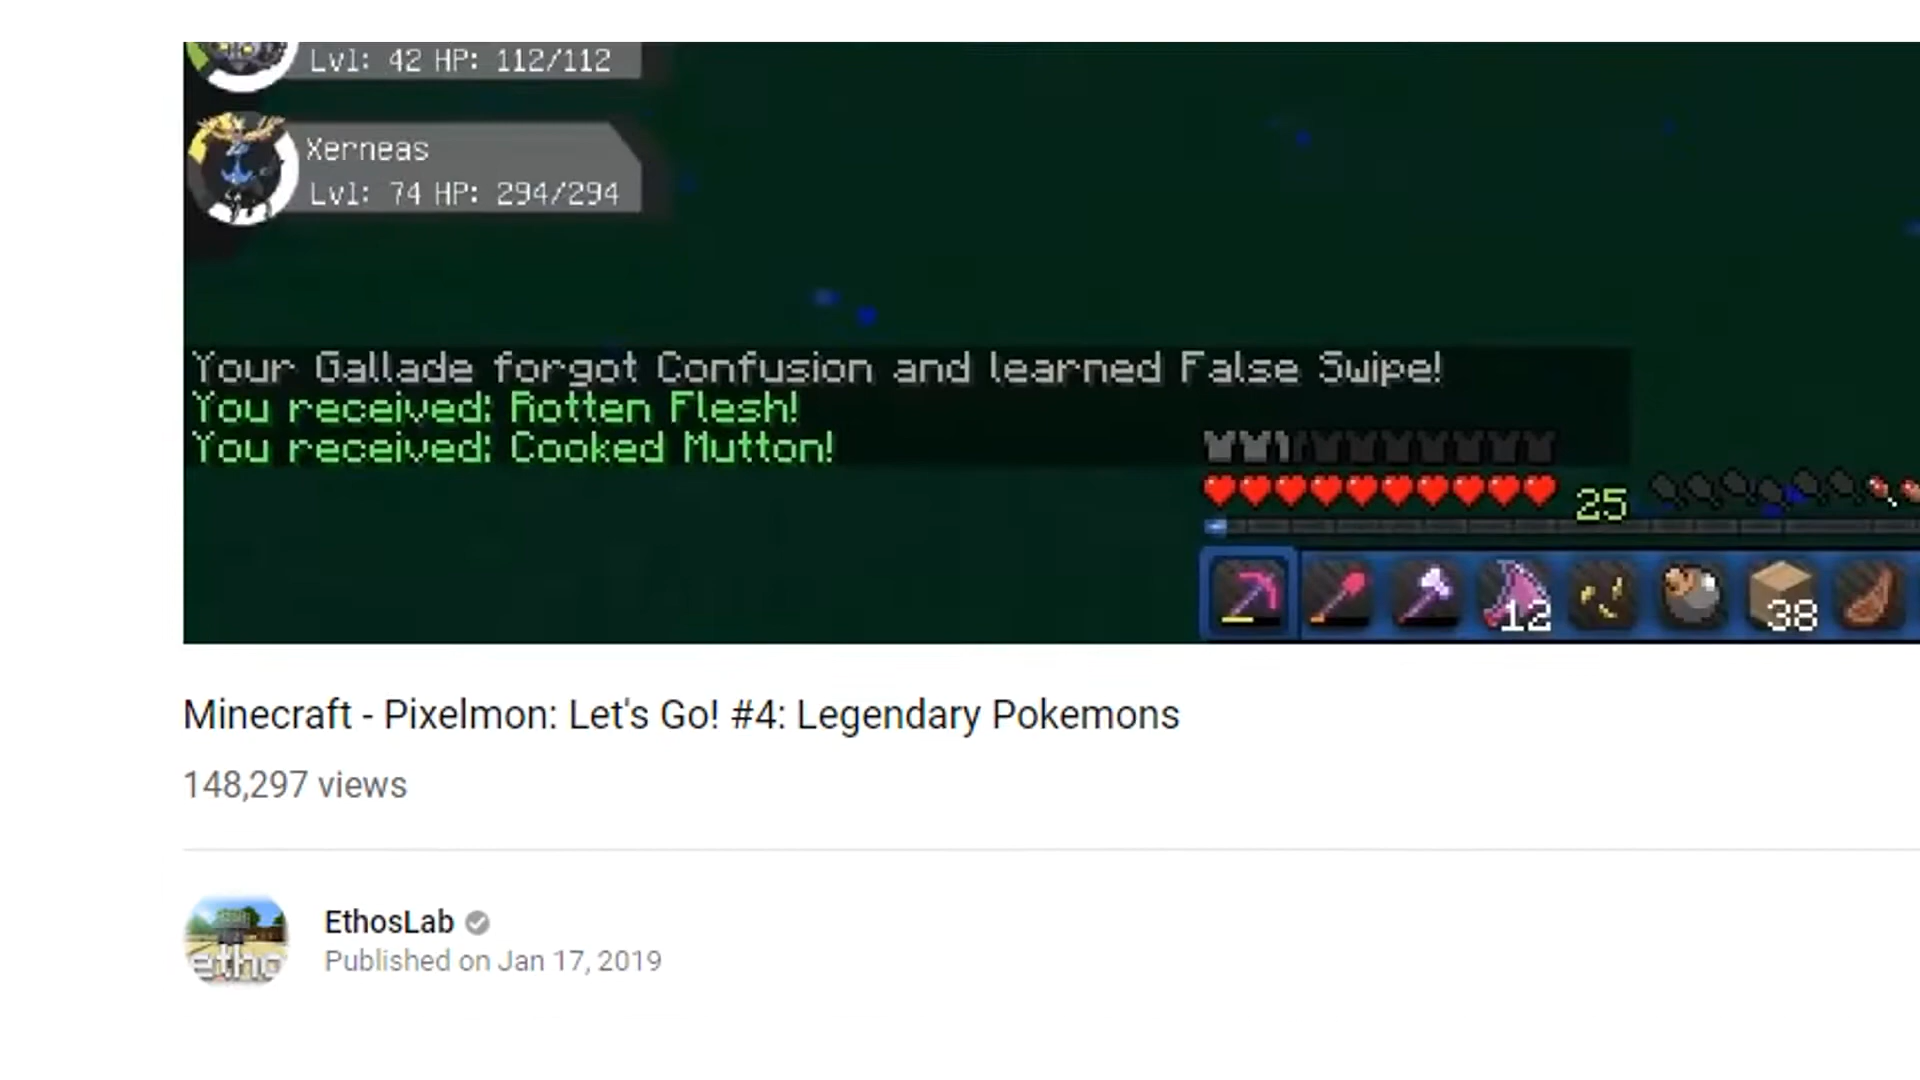 Lvl: 42 HP: 112/112
Xerneas
Lvl: 74 HP: 294/294
Your Gallade forgot Confusion and learned False Swipe!
You received: Rotten Flesh!
You received: Cooked Mutton!
25
12
38
Minecraft - Pixelmon: Let's Go! #4: Legendary Pokemons
148,297 views
etho
EthosLab
Published on Jan 17, 2019